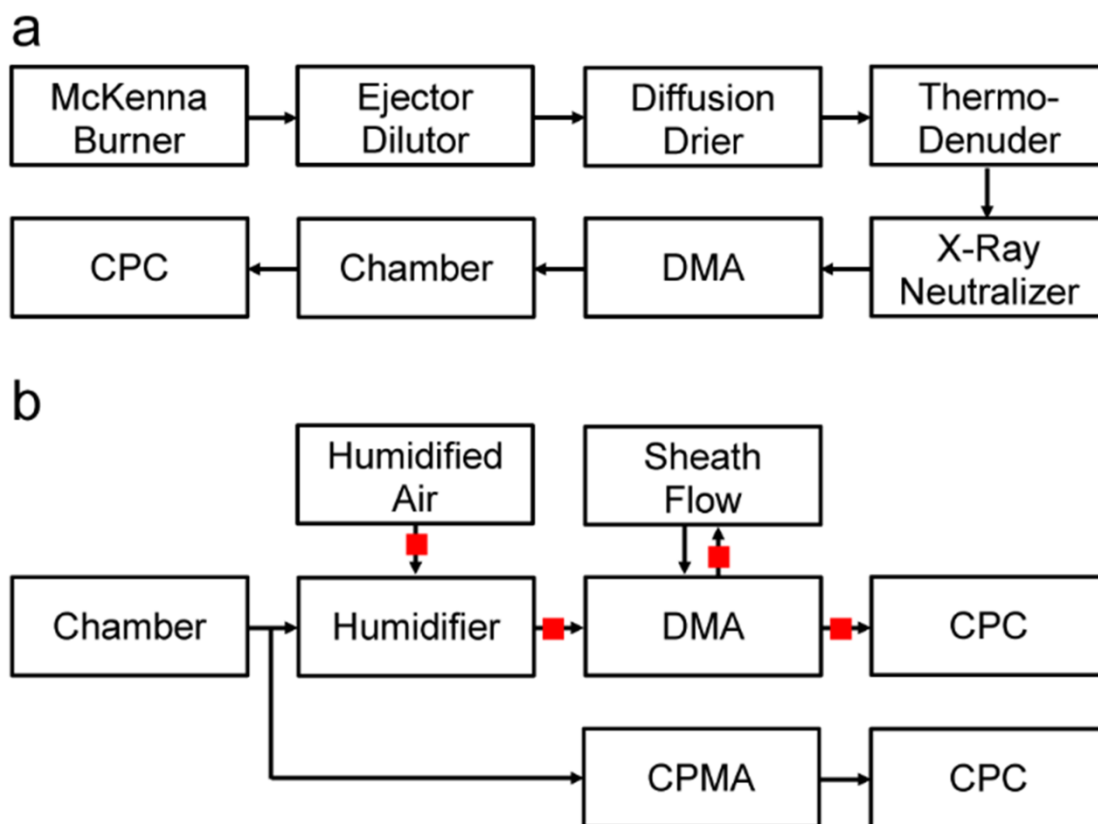 a
McKenna
Burner
Ejector
Dilutor
Diffusion
Drier
Thermo-
Denuder
CPC
Chamber
DMA
X-Ray
Neutralizer
b
Humidified
Air
Sheath
Flow
Chamber
Humidifier
DMA
CPC
CPMA
CPC